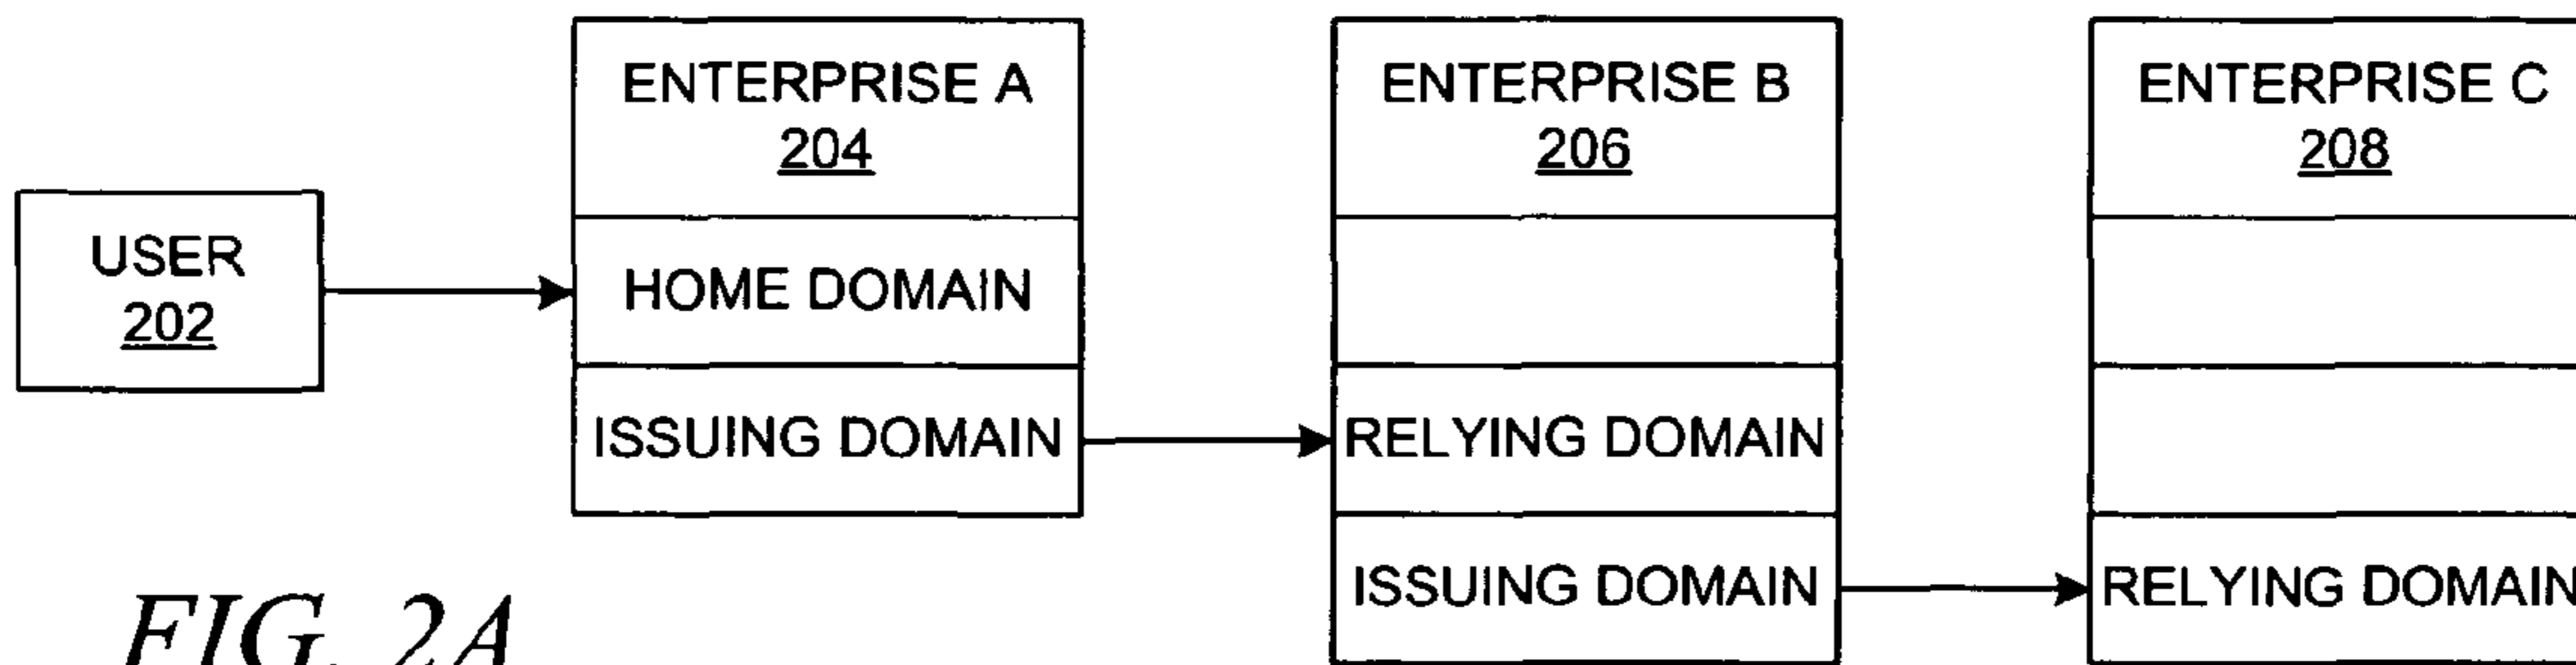 USER
202
ENTERPRISE A
204
HOME DOMAIN
ISSUING DOMAIN
ENTERPRISE B
206
RELYING DOMAIN
ISSUING DOMAIN
ENTERPRISE C
208
RELYING DOMAIN
FIG. 2A